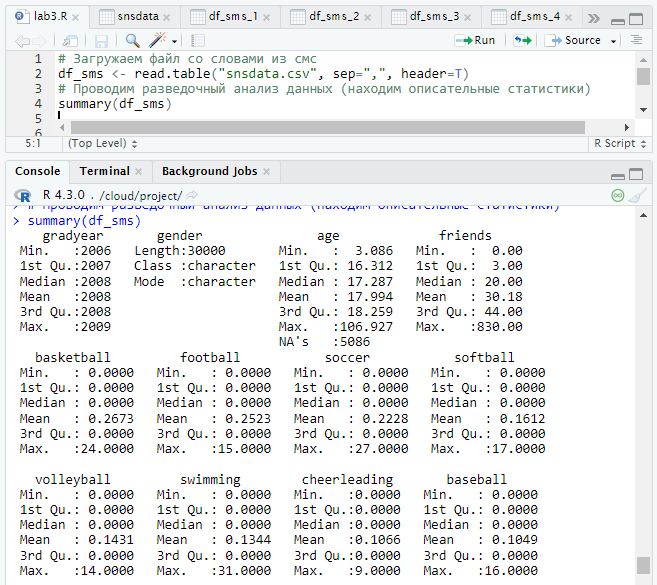 lab3.R × snsdata × df_sms_1 × df_sms_2 × df_sms_3 × df_sms_4 ×
Run Source
1 # Загружаем файл со словами из смс
2 df_sms <- read.table("snsdata.csv", sep=",", header=T)
3 # Проводим разведочный анализ данных (находим описательные статистики)
4 summary(df_sms)
5
6
5:1 (Top Level) R Script
Console Terminal × Background Jobs ×
R 4.3.0 . /cloud/project/
> # Проводим разведочный анализ данных (находим описательные статистики)
> summary(df_sms)
gradyear gender age friends
Min. :2006 Length:30000 Min. : 3.086 Min. : 0.00
1st Qu.:2007 Class :character 1st Qu.: 16.312 1st Qu.: 3.00
Median :2008 Mode :character Median : 17.287 Median : 20.00
Mean :2008 Mean : 17.994 Mean : 30.18
3rd Qu.:2008 3rd Qu.: 18.259 3rd Qu.: 44.00
Max. :2009 Max. :106.927 Max. :830.00
NA's :5086
basketball football soccer softball
Min. : 0.0000 Min. : 0.0000 Min. : 0.0000 Min. : 0.0000
1st Qu.: 0.0000 1st Qu.: 0.0000 1st Qu.: 0.0000 1st Qu.: 0.0000
Median : 0.0000 Median : 0.0000 Median : 0.0000 Median : 0.0000
Mean : 0.2673 Mean : 0.2523 Mean : 0.2228 Mean : 0.1612
3rd Qu.: 0.0000 3rd Qu.: 0.0000 3rd Qu.: 0.0000 3rd Qu.: 0.0000
Max. :24.0000 Max. :15.0000 Max. :27.0000 Max. :17.0000
volleyball swimming cheerleading baseball
Min. : 0.0000 Min. : 0.0000 Min. :0.0000 Min. : 0.0000
1st Qu.: 0.0000 1st Qu.: 0.0000 1st Qu.:0.0000 1st Qu.: 0.0000
Median : 0.0000 Median : 0.0000 Median :0.0000 Median : 0.0000
Mean : 0.1431 Mean : 0.1344 Mean :0.1066 Mean : 0.1049
3rd Qu.: 0.0000 3rd Qu.: 0.0000 3rd Qu.:0.0000 3rd Qu.: 0.0000
Max. :14.0000 Max. :31.0000 Max. :9.0000 Max. :16.0000